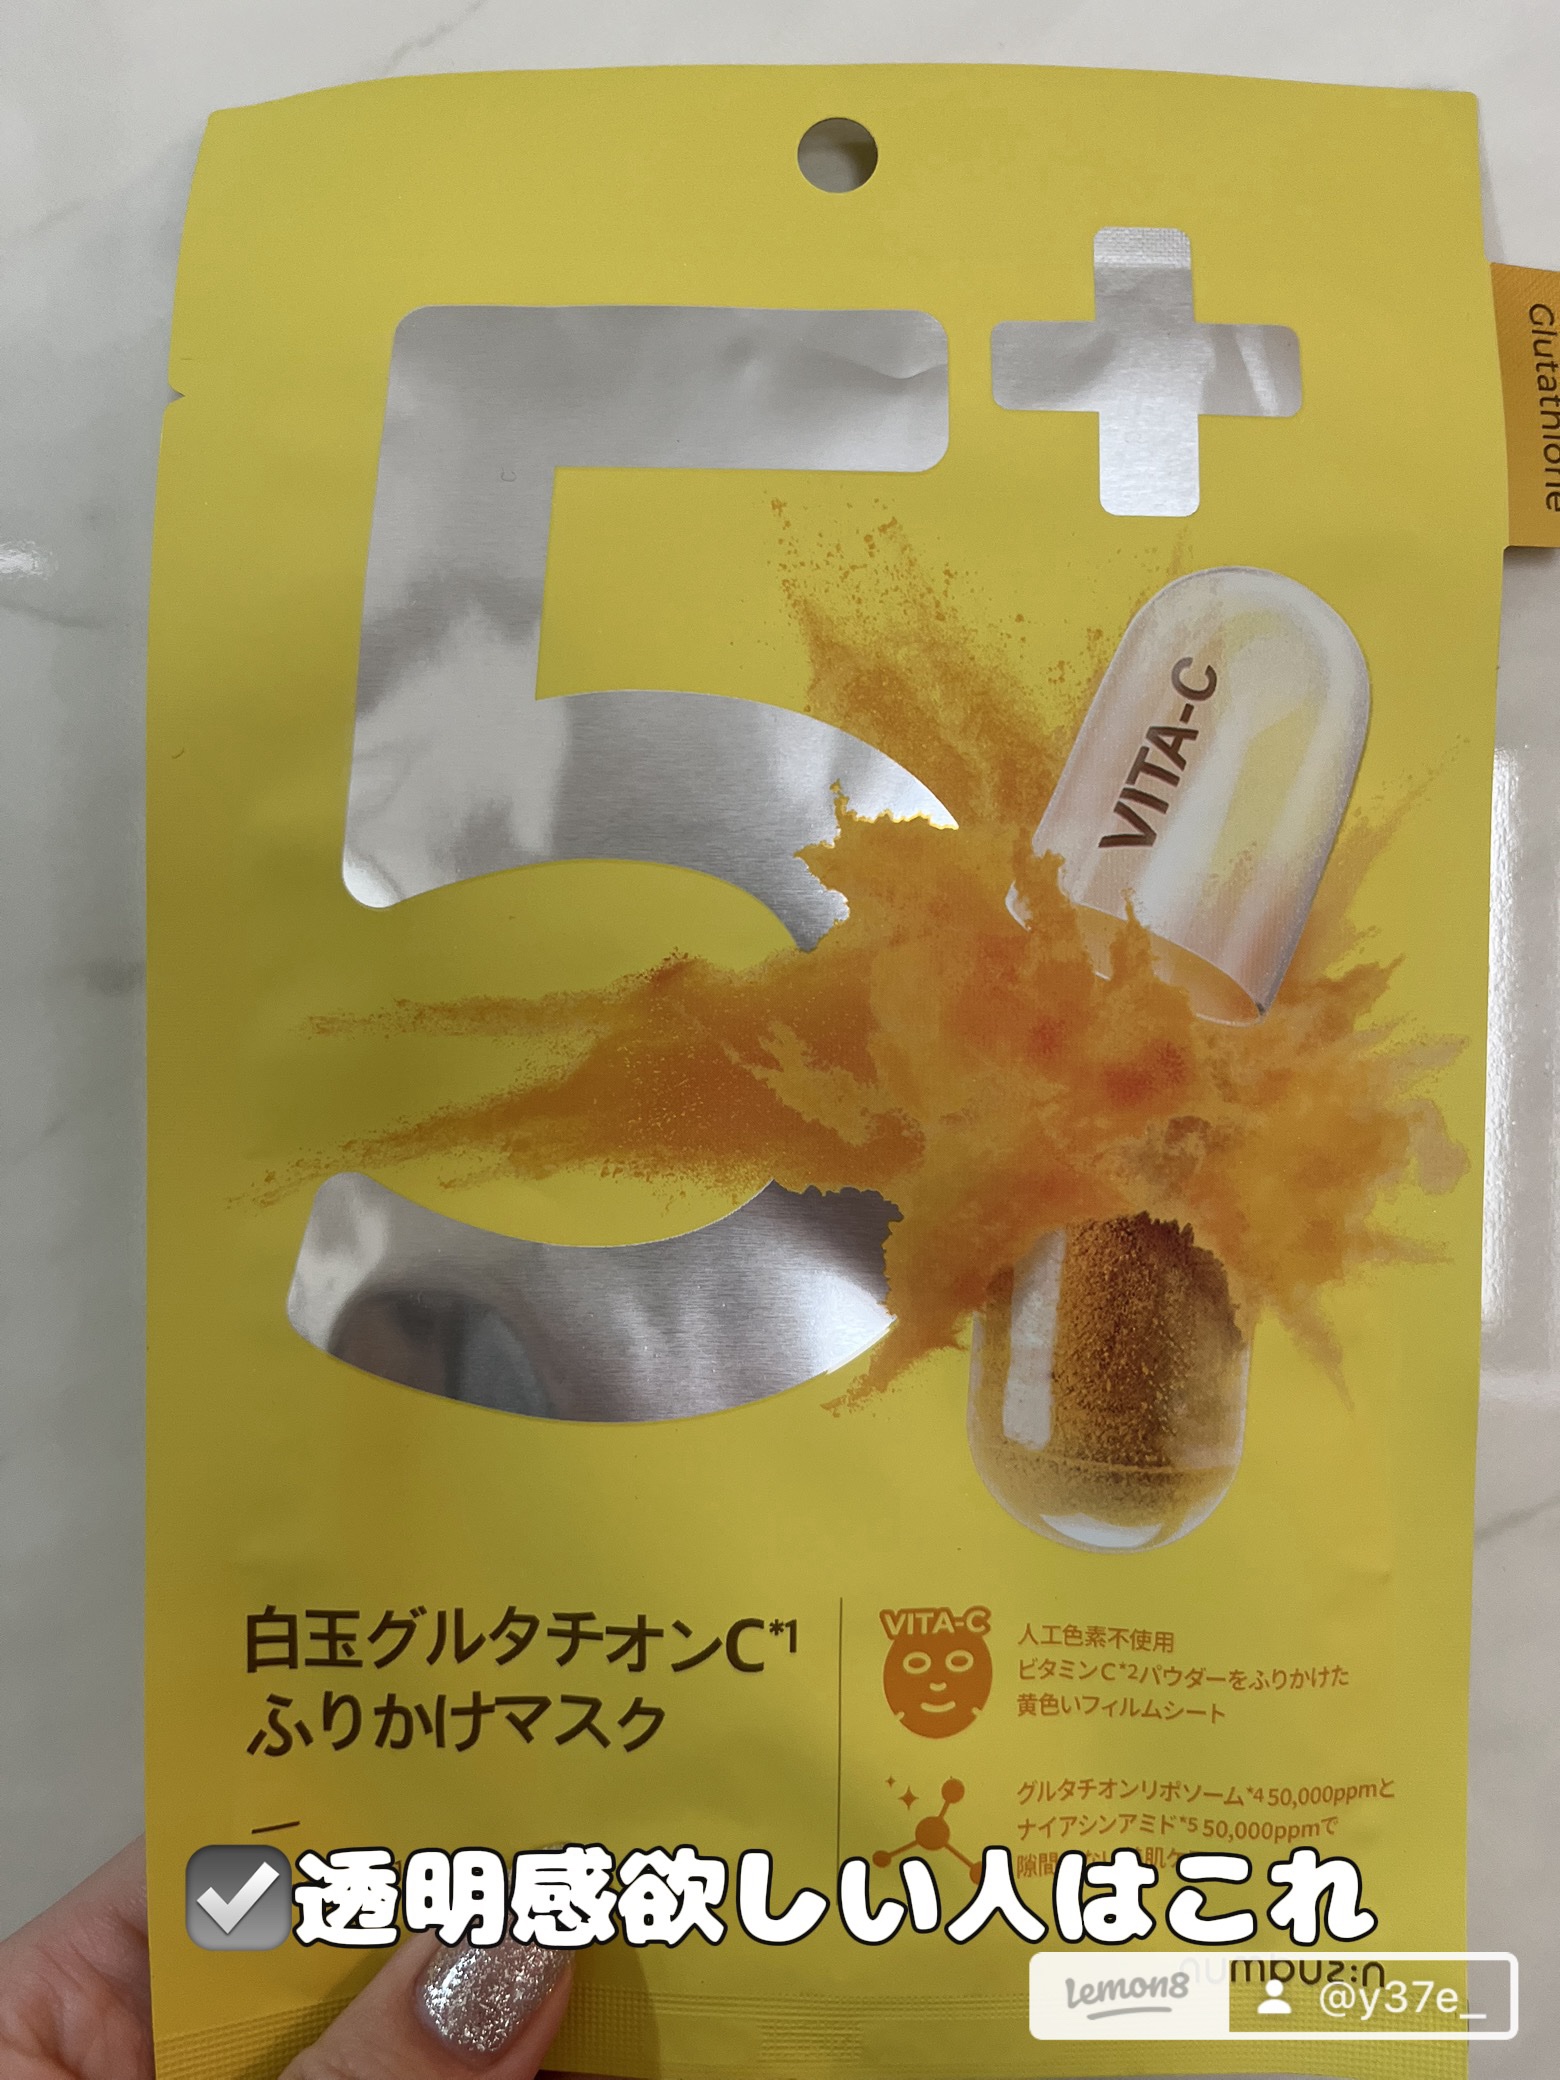 5+
Glutathione
VITA-C
白玉グルタチオンC*1
ふりかけマスク
VITA-C
人工色素不使用
ビタミンC*2パウダーをふりかけた
黄色いフィルムシート
グルタチオンリポソーム*4 50,000ppmと
ナイアシンアミド*5 50,000ppmで
隙間
肌
☑透明感欲しい人はこれ
numbuz:n
lemon8
@y37e_